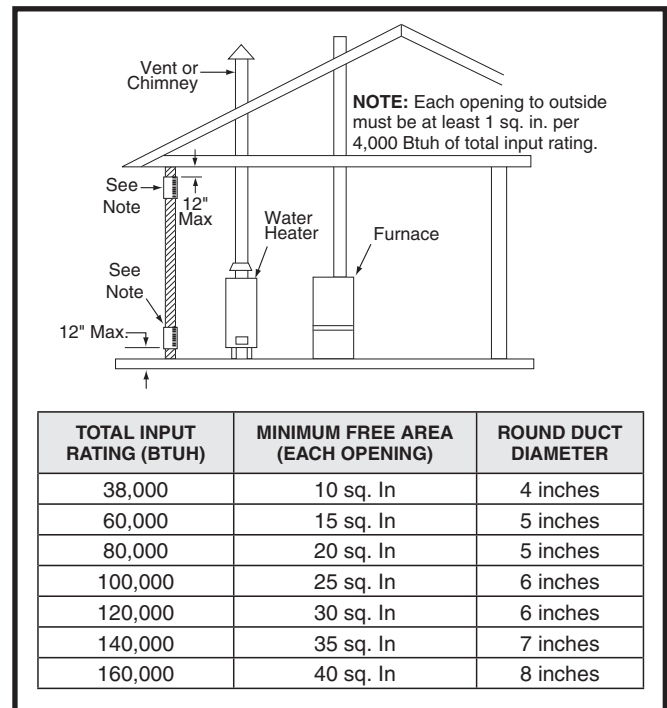 Vent or
Chimney
NOTE: Each opening to outside
must be at least 1 sq. in. per
4,000 Btuh of total input rating.
See
Note
12"
Max
Water
Heater
Furnace
See
Note
12" Max.
TOTAL INPUT
RATING (BTUH)
MINIMUM FREE AREA
(EACH OPENING)
ROUND DUCT
DIAMETER
38,000 10 sq. In 4 inches
60,000 15 sq. In 5 inches
80,000 20 sq. In 5 inches
100,000 25 sq. In 6 inches
120,000 30 sq. In 6 inches
140,000 35 sq. In 7 inches
160,000 40 sq. In 8 inches